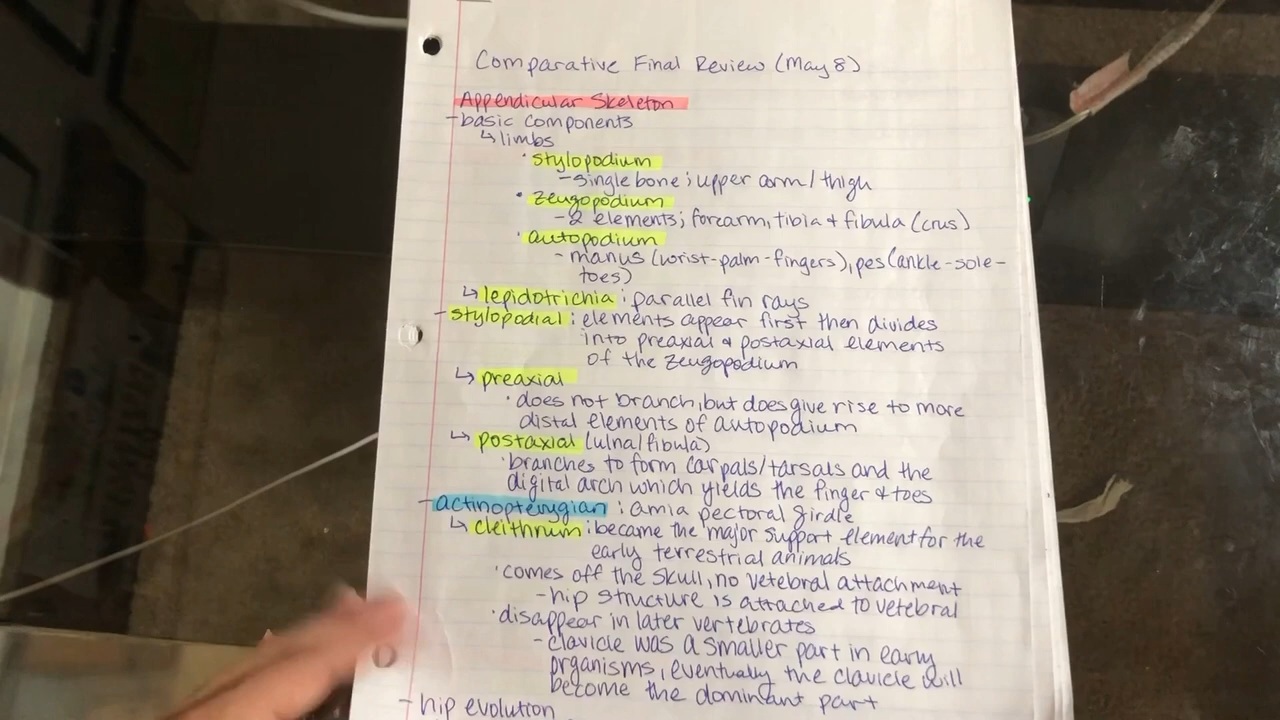 Comparative Final Review (May 8)
Appendicular Skeleton
-basic components
↳limbs
• stylopodium
-single bone; upper arm/thigh
• zeugopodium
-2 elements; forearm, tibia + fibula (crus)
• autopodium
- manus (wrist-palm-fingers), pes (ankle-sole-
toes)
↳ lepidotrichia: parallel fin rays
- stylopodial: elements appear first then divides
into preaxial & postaxial elements
of the zeugopodium
↳ preaxial
• does not branch, but does give rise to more
distal elements of autopodium
↳ postaxial (ulna/fibula)
• branches to form carpals/tarsals and the
digital arch which yields the finger & toes
-actinopterygian: amia pectoral girdle
↳ cleithrum: became the major support element for the
early terrestrial animals
• comes off the skull, no vetebral attachment
- hip structure is attached to vetebral
• disappear in later vertebrates
- clavicle was a smaller part in early
organisms, eventually the clavicle will
become the dominant part
- hip evolution